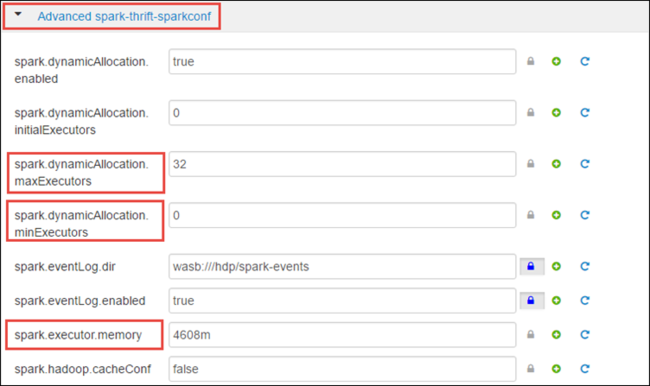 Advanced spark-thrift-sparkconf
spark.dynamicAllocation.
enabled
true
spark.dynamicAllocation.
initialExecutors
0
spark.dynamicAllocation.
maxExecutors
32
spark.dynamicAllocation.
minExecutors
0
spark.eventLog.dir
wasb:///hdp/spark-events
spark.eventLog.enabled
true
spark.executor.memory
4608m
spark.hadoop.cacheConf
false